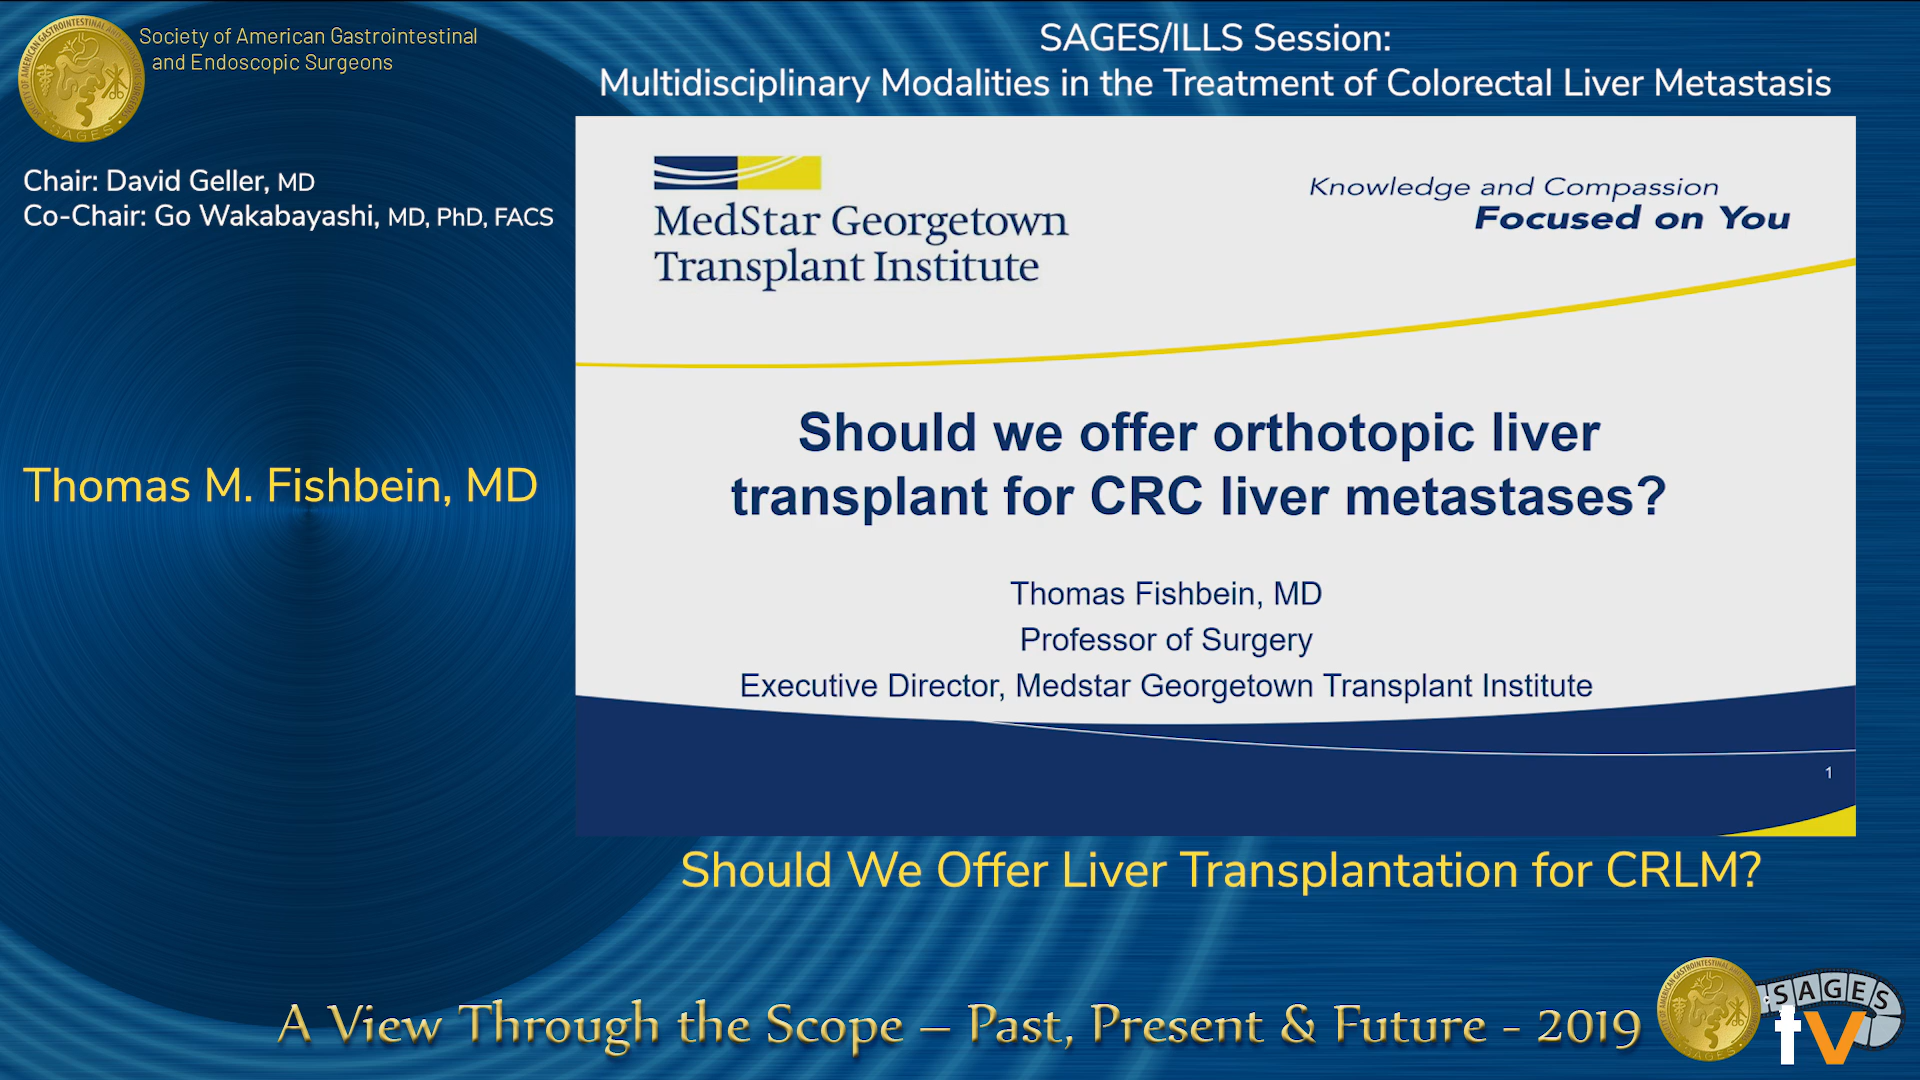 Society of American Gastrointestinal
and Endoscopic Surgeons
SAGES/ILLS Session:
Multidisciplinary Modalities in the Treatment of Colorectal Liver Metastasis
Chair: David Geller, MD
Co-Chair: Go Wakabayashi, MD, PhD, FACS
Thomas M. Fishbein, MD
MedStar Georgetown
Transplant Institute
Knowledge and Compassion
Focused on You
Should we offer orthotopic liver
transplant for CRC liver metastases?
Thomas Fishbein, MD
Professor of Surgery
Executive Director, Medstar Georgetown Transplant Institute
1
Should We Offer Liver Transplantation for CRLM?
A View Through the Scope – Past, Present & Future - 2019
SAGES
tv